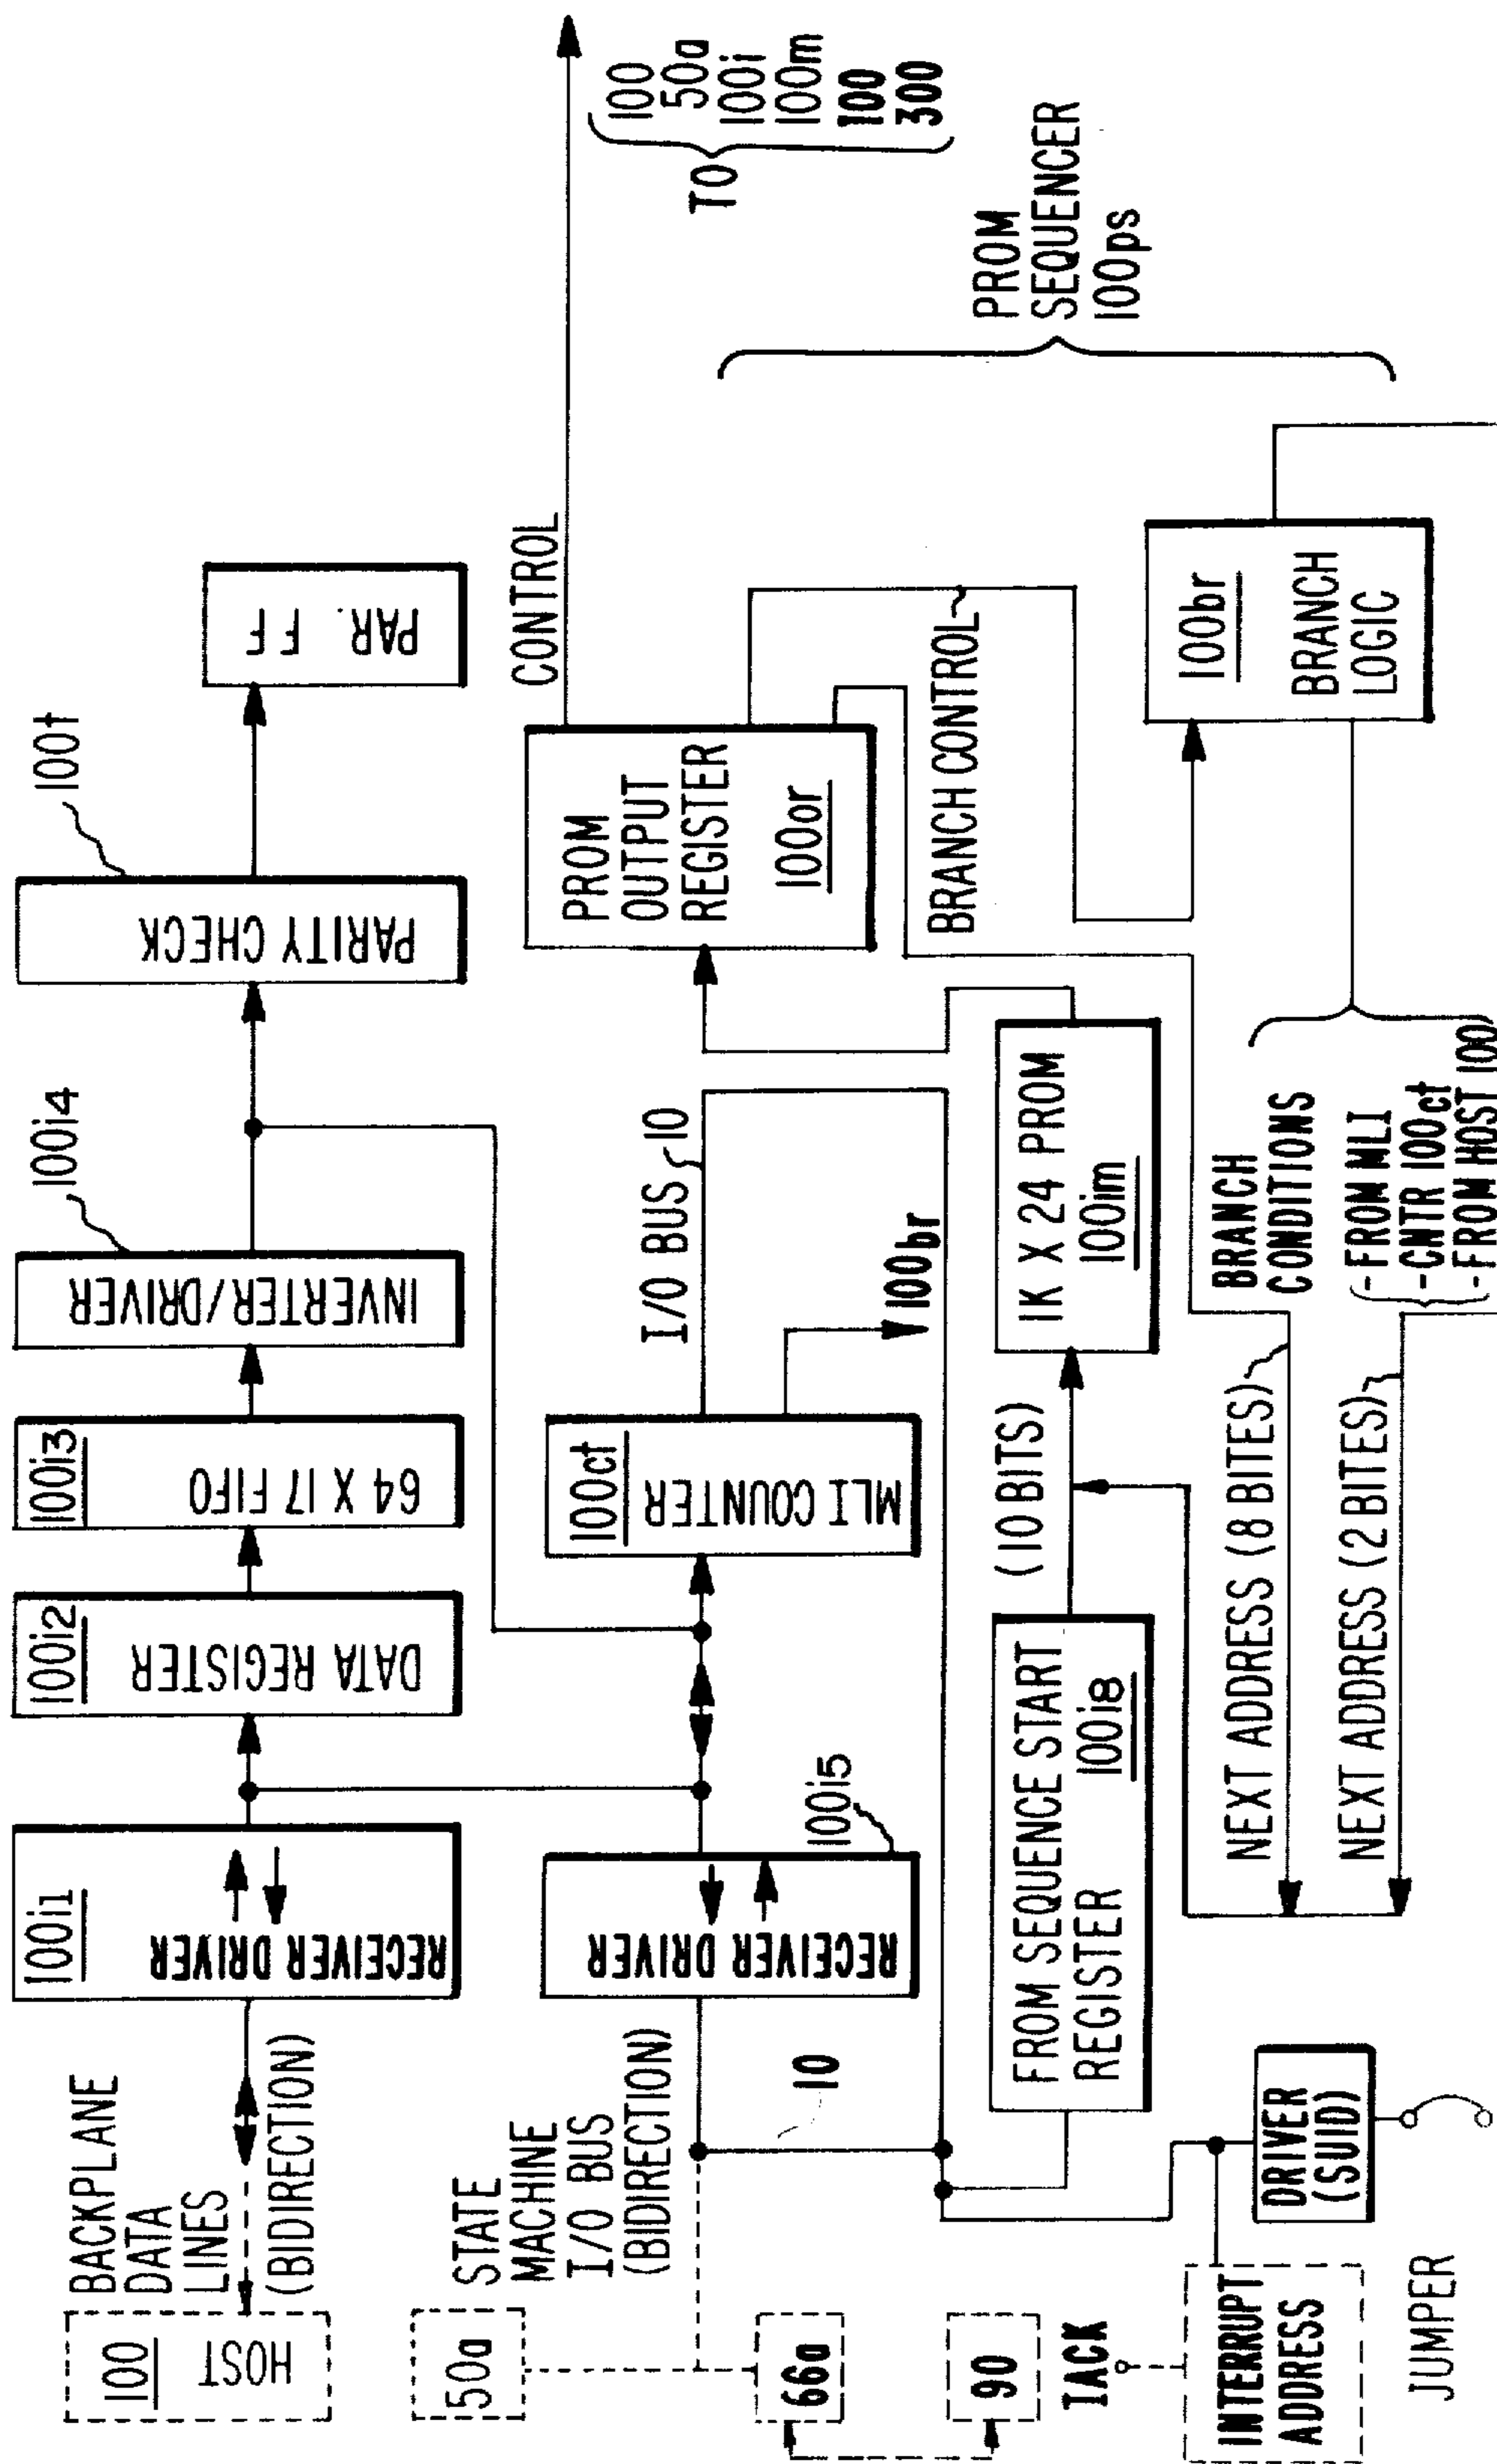 100
HOST
BACKPLANE
DATA
LINES
(BIDIRECTION)
100i1
RECEIVER DRIVER
100i2
DATA REGISTER
100i3
64 X 17 FIFO
100i4
INVERTER/DRIVER
100t
PARITY CHECK
PAR. FF
50a
STATE
MACHINE
I/O BUS
(BIDIRECTION)
10
RECEIVER DRIVER
100i5
100ct
MLI COUNTER
I/O BUS 10
100br
PROM
OUTPUT
REGISTER
100or
CONTROL
TO
100
50a
100i
100m
100
300
66a
90
IACK
FROM SEQUENCE START
REGISTER 100i8
(10 BITS)
1K X 24 PROM
100im
BRANCH CONTROL
PROM
SEQUENCER
100ps
INTERRUPT
ADDRESS
DRIVER
(SUID)
JUMPER
NEXT ADDRESS (8 BITES)
NEXT ADDRESS (2 BITES)
BRANCH
CONDITIONS
-FROM MLI
-CNTR 100ct
-FROM HOST 100
100br
BRANCH
LOGIC